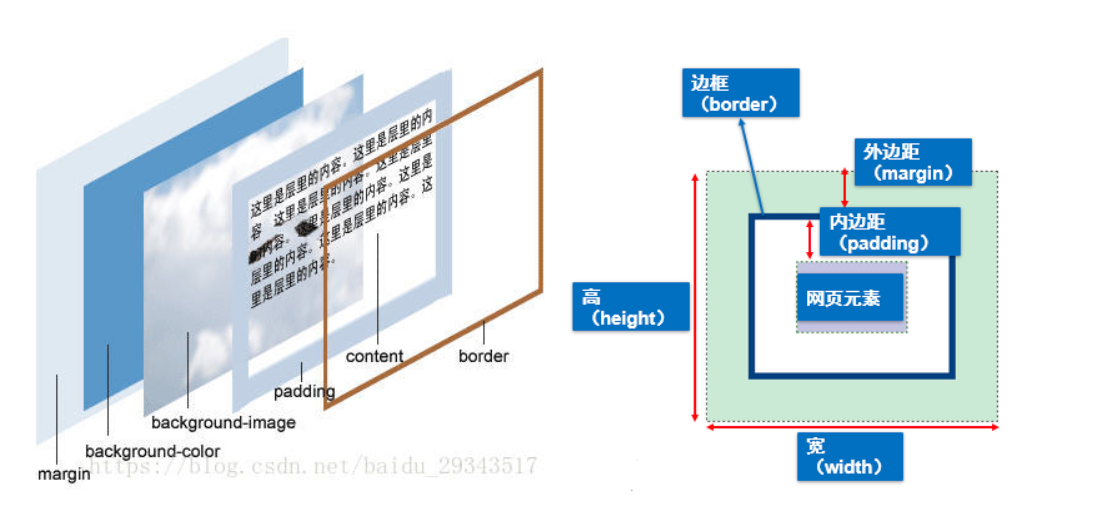 这里是层里的内容。这里是层里的内
容。这里是层里的内容。这里是层里
的内容。这里是层里的内容。这里是
层里的内容。这里是层里的内容。这
里是层里的内容。
content
border
padding
background-image
background-color
margin
https://blog.csdn.net/baidu_29343517
边框
（border）
外边距
（margin）
内边距
（padding）
网页元素
高
（height）
宽
（width）